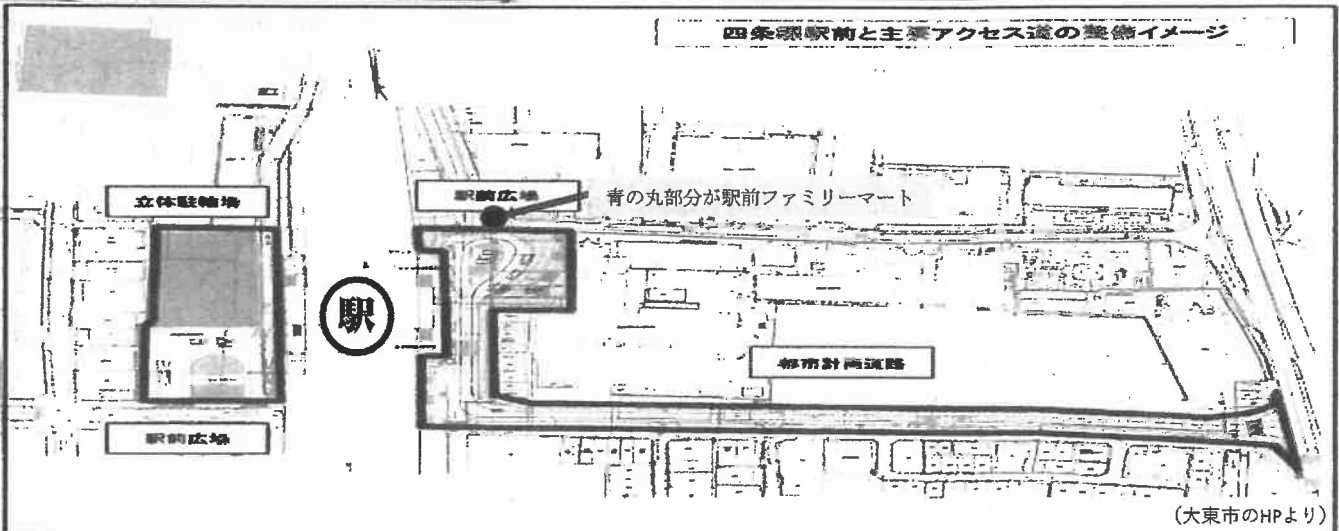 四条畷駅前と主要アクセス道の整備イメージ
立体駐輪場
駅前広場
青の丸部分が駅前ファミリーマート
駅
都市計画道路
駅前広場
(大東市のHPより)